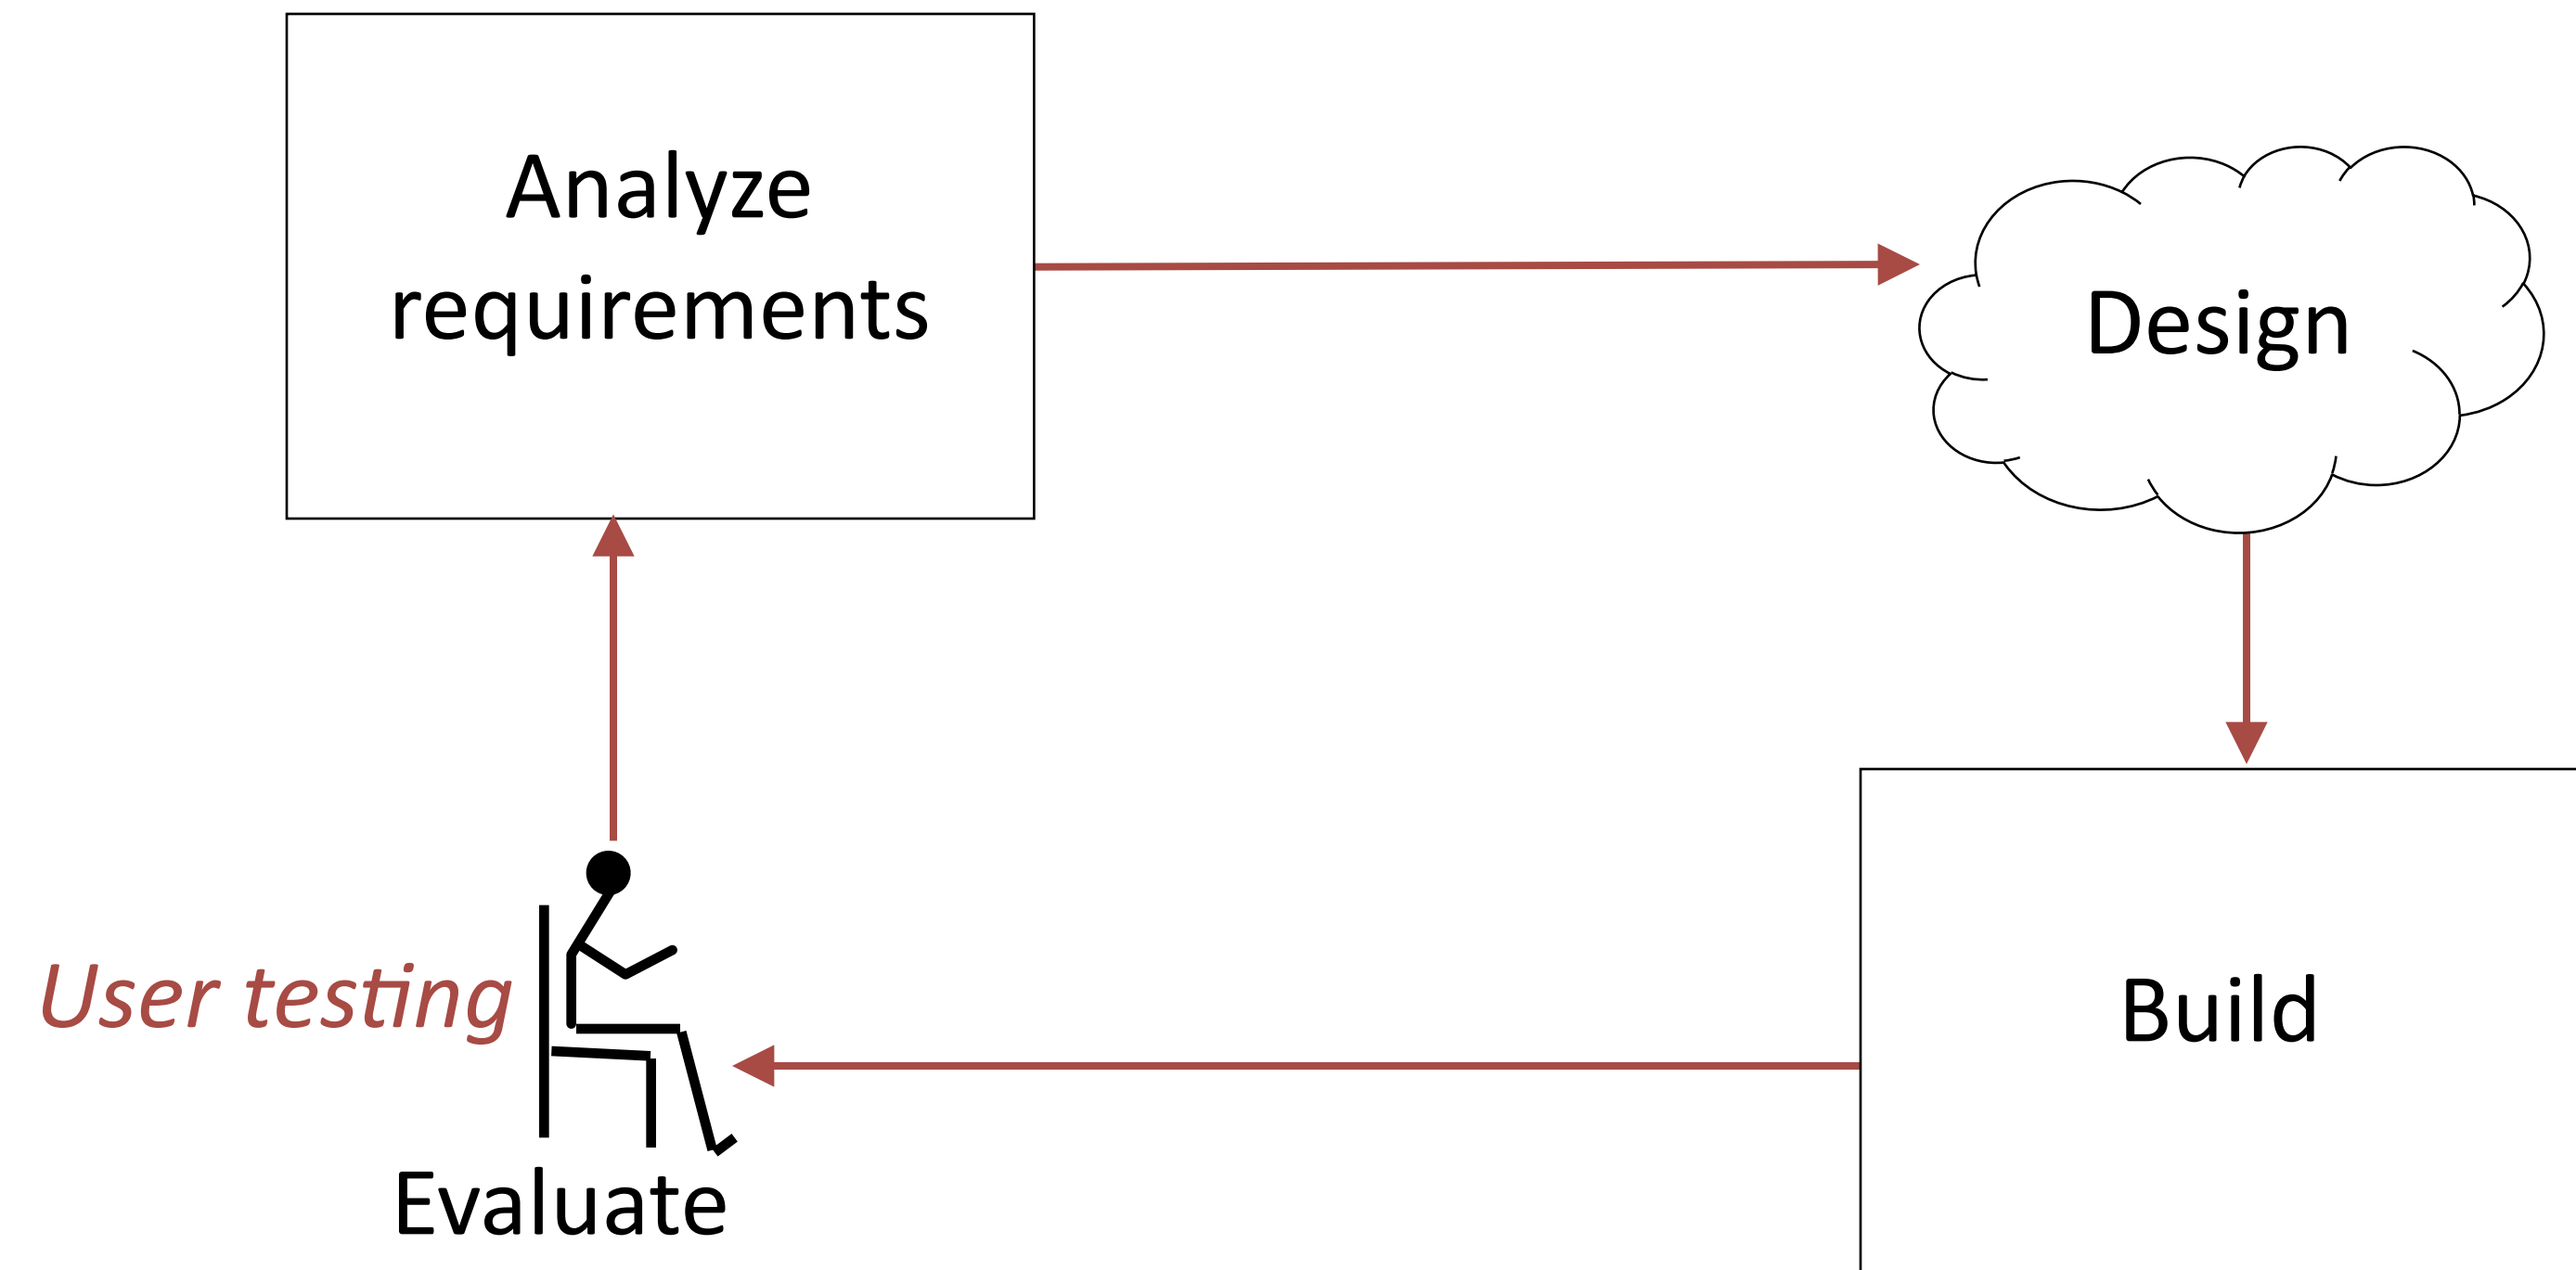 Analyze
requirements
Design
User testing
Build
Evaluate